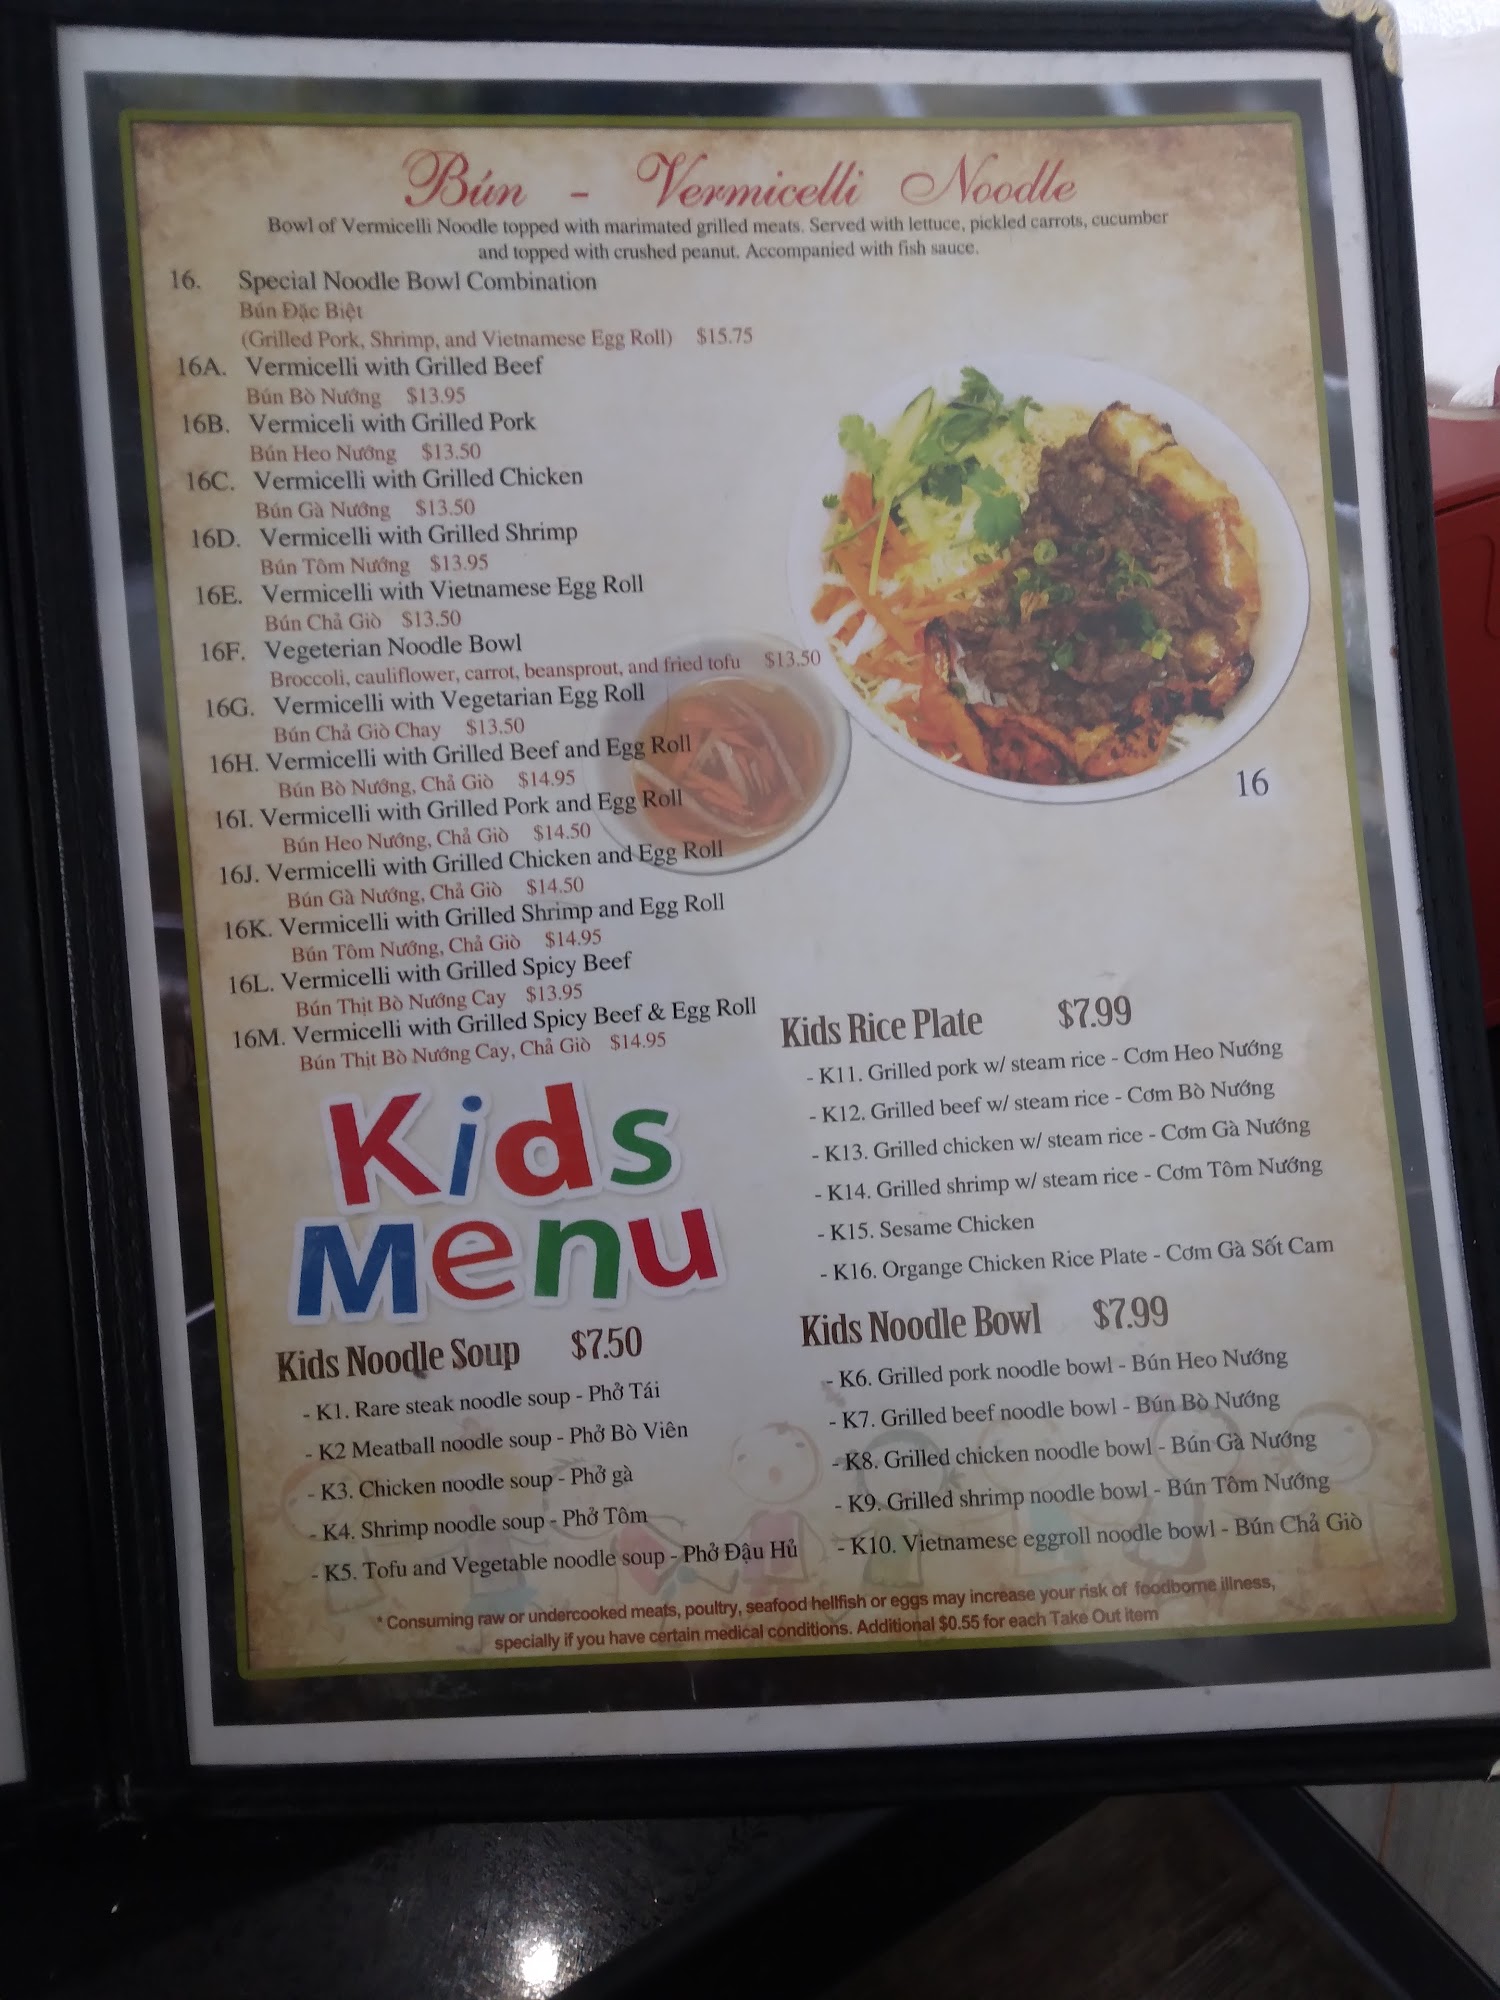 Bún - Vermicelli Noodle
Bowl of Vermicelli Noodle topped with marimated grilled meats. Served with lettuce, pickled carrots, cucumber
and topped with crushed peanut. Accompanied with fish sauce.
16. Special Noodle Bowl Combination
Bún Đặc Biệt
(Grilled Pork, Shrimp, and Vietnamese Egg Roll) $15.75
16A. Vermicelli with Grilled Beef
Bún Bò Nướng $13.95
16B. Vermiceli with Grilled Pork
Bún Heo Nướng $13.50
16C. Vermicelli with Grilled Chicken
Bún Gà Nướng $13.50
16D. Vermicelli with Grilled Shrimp
Bún Tôm Nướng $13.95
16E. Vermicelli with Vietnamese Egg Roll
Bún Chả Giò $13.50
16F. Vegeterian Noodle Bowl
Broccoli, cauliflower, carrot, beansprout, and fried tofu $13.50
16G. Vermicelli with Vegetarian Egg Roll
Bún Chả Giò Chay $13.50
16H. Vermicelli with Grilled Beef and Egg Roll
Bún Bò Nướng, Chả Giò $14.95
16I. Vermicelli with Grilled Pork and Egg Roll
Bún Heo Nướng, Chả Giò $14.50
16J. Vermicelli with Grilled Chicken and Egg Roll
Bún Gà Nướng, Chả Giò $14.50
16K. Vermicelli with Grilled Shrimp and Egg Roll
Bún Tôm Nướng, Chả Giò $14.95
16L. Vermicelli with Grilled Spicy Beef
Bún Thịt Bò Nướng Cay $13.95
16M. Vermicelli with Grilled Spicy Beef & Egg Roll
Bún Thịt Bò Nướng Cay, Chả Giò $14.95
16
Kids
Menu
Kids Noodle Soup $7.50
- K1. Rare steak noodle soup - Phở Tái
- K2 Meatball noodle soup - Phở Bò Viên
- K3. Chicken noodle soup - Phở gà
- K4. Shrimp noodle soup - Phở Tôm
- K5. Tofu and Vegetable noodle soup - Phở Đậu Hủ
Kids Rice Plate $7.99
- K11. Grilled pork w/ steam rice - Cơm Heo Nướng
- K12. Grilled beef w/ steam rice - Cơm Bò Nướng
- K13. Grilled chicken w/ steam rice - Cơm Gà Nướng
- K14. Grilled shrimp w/ steam rice - Cơm Tôm Nướng
- K15. Sesame Chicken
- K16. Organge Chicken Rice Plate - Cơm Gà Sốt Cam
Kids Noodle Bowl $7.99
- K6. Grilled pork noodle bowl - Bún Heo Nướng
- K7. Grilled beef noodle bowl - Bún Bò Nướng
- K8. Grilled chicken noodle bowl - Bún Gà Nướng
- K9. Grilled shrimp noodle bowl - Bún Tôm Nướng
- K10. Vietnamese eggroll noodle bowl - Bún Chả Giò
* Consuming raw or undercooked meats, poultry, seafood hellfish or eggs may increase your risk of foodborne illness,
specially if you have certain medical conditions. Additional $0.55 for each Take Out item